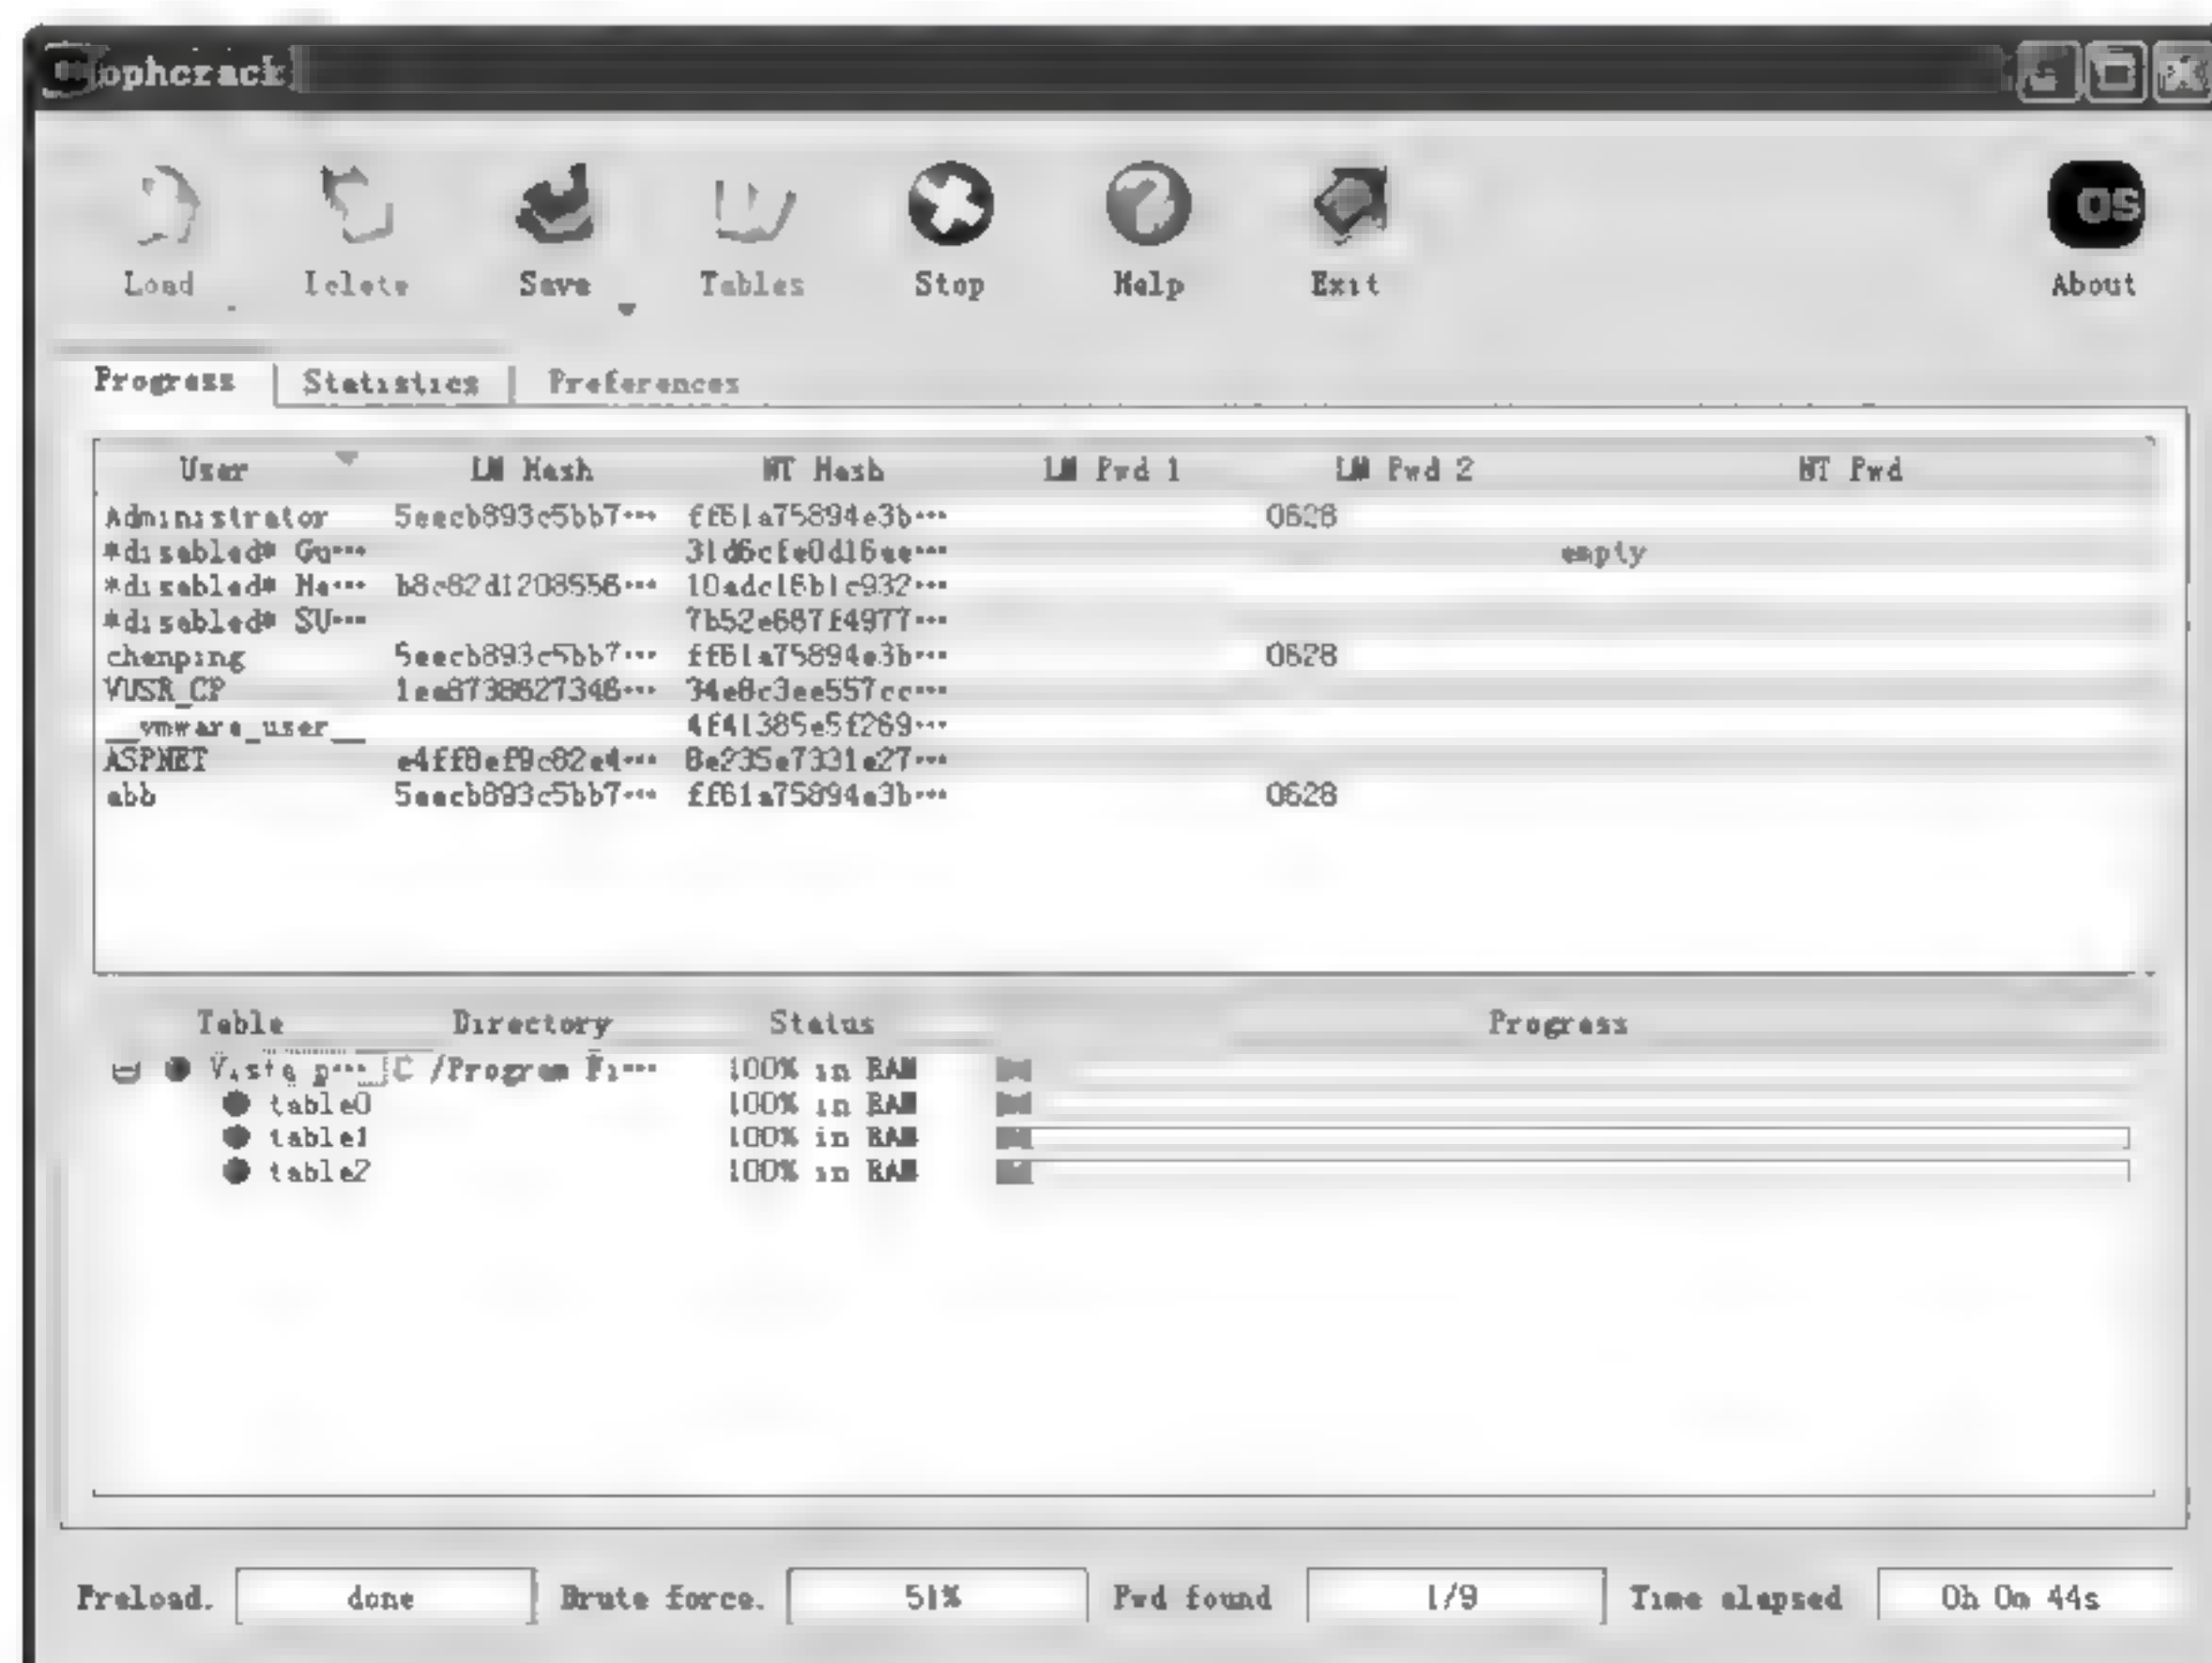 ophcrack
Load Delete Save Tables Stop Help Exit About
OS
Progress Statistics Preferences
User LM Hash NT Hash LM Pwd 1 LM Pwd 2 NT Pwd
Administrator 5eecb893c5bb7… ff61a75894e3b… 0628
*disabled* Gu… 31d6cfe0d16ae… empty
*disabled* He… b8c82d1208556… 10adc16b1c932…
*disabled* SU… 7b52e687f4977…
chenping 5eecb893c5bb7… ff61a75894e3b… 0628
VUSR_CP 34e8c3ee557cc…
__vmware_user__ 4f41385e5f269…
ASPNET e4ff8ef9c82e4… 8e235e7331e27…
abb 5eecb893c5bb7… ff61a75894e3b… 0628
Table Directory Status Progress
Vista p… C:/Program Fi… 100% in RAM
table0 100% in RAM
table1 100% in RAM
table2 100% in RAM
Preload: done Brute force: 51% Pwd found 1/9 Time elapsed 0h 0m 44s